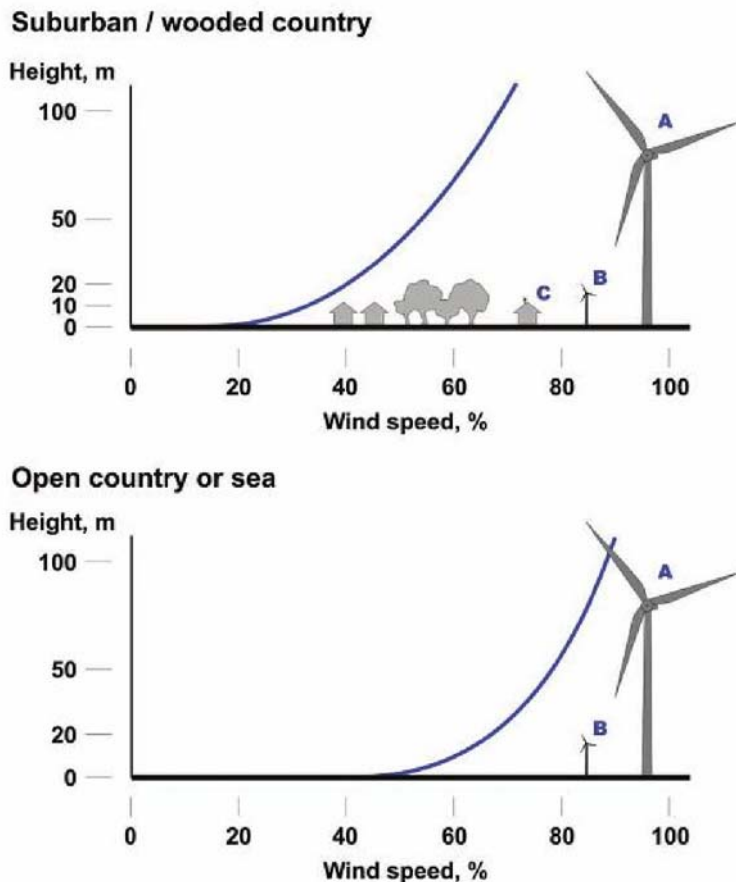 Suburban / wooded country
Height, m
100
A
50
20
B
C
10
0
0 20 40 60 80 100
Wind speed, %
Open country or sea
Height, m
100
A
50
20
B
0
0 20 40 60 80 100
Wind speed, %